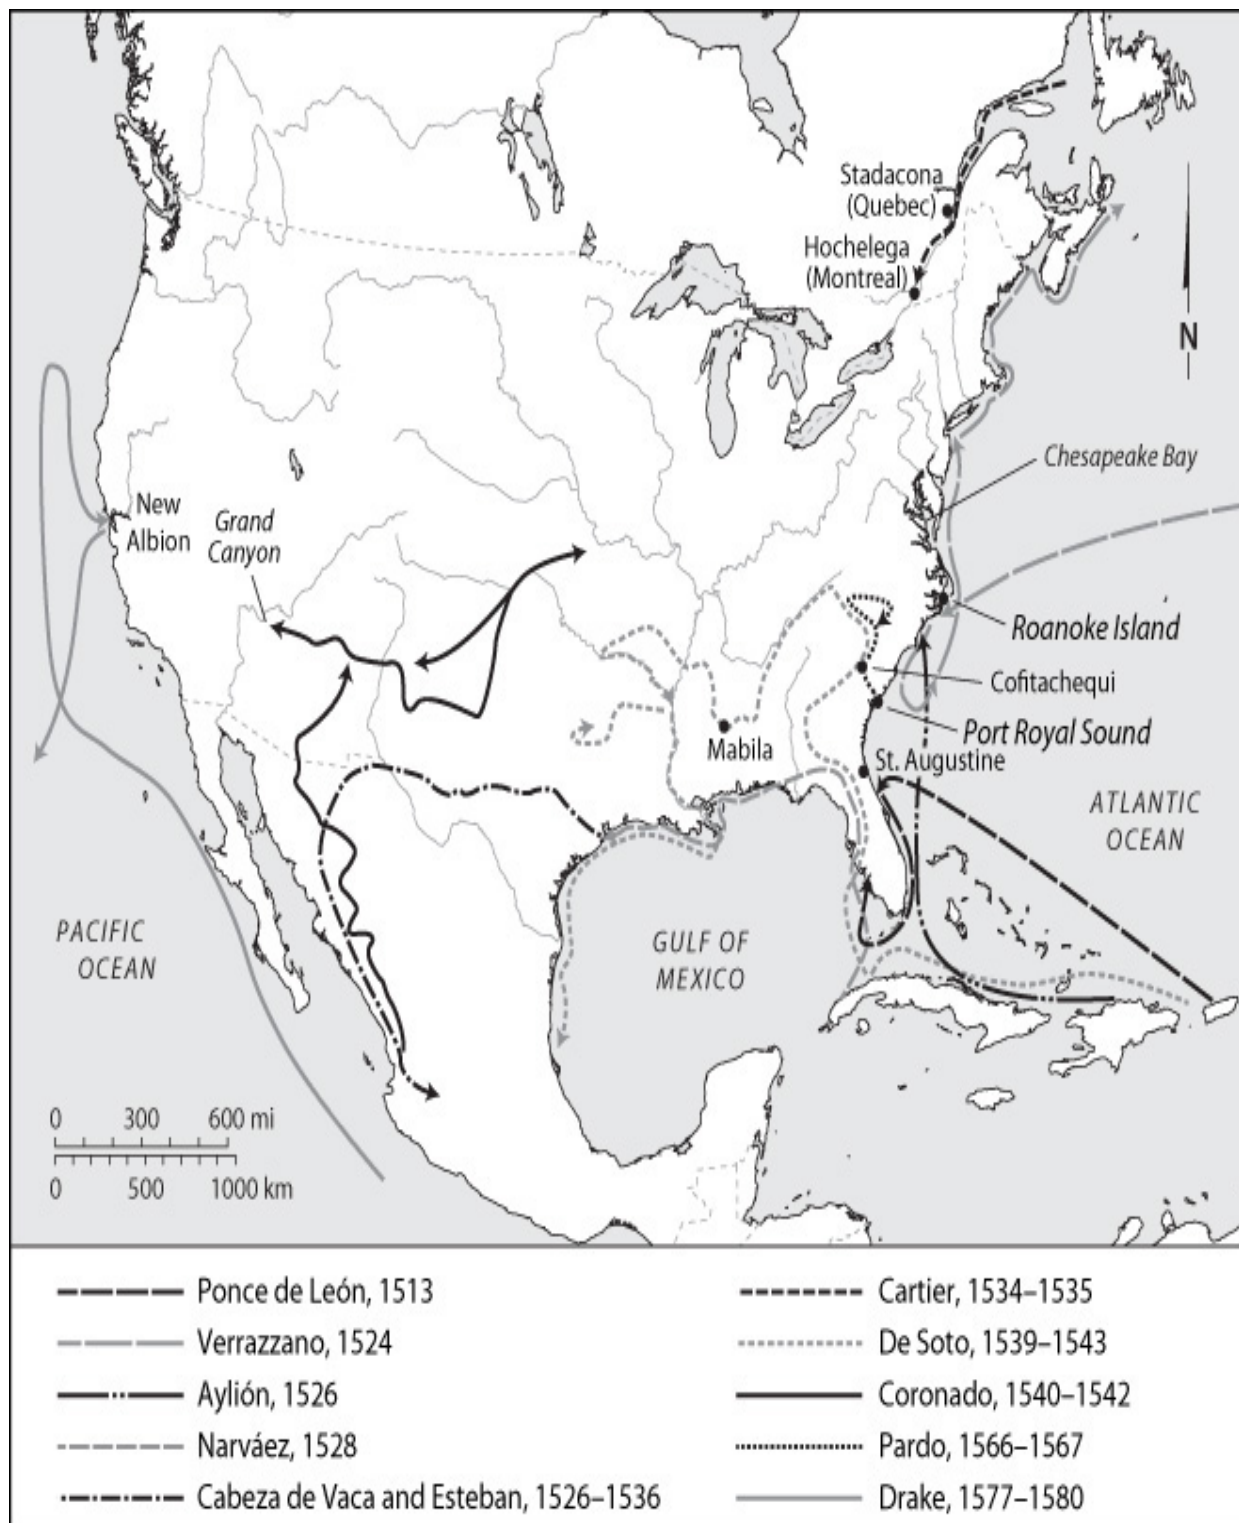 Stadacona
(Quebec)
Hochelega
(Montreal)
N
Chesapeake Bay
New
Albion
Grand
Canyon
Roanoke Island
Cofitachequi
Port Royal Sound
Mabila
St. Augustine
ATLANTIC
OCEAN
PACIFIC
OCEAN
GULF OF
MEXICO
0 300 600 mi
0 500 1000 km
Ponce de León, 1513
Verrazzano, 1524
Aylión, 1526
Narváez, 1528
Cabeza de Vaca and Esteban, 1526–1536
Cartier, 1534–1535
De Soto, 1539–1543
Coronado, 1540–1542
Pardo, 1566–1567
Drake, 1577–1580